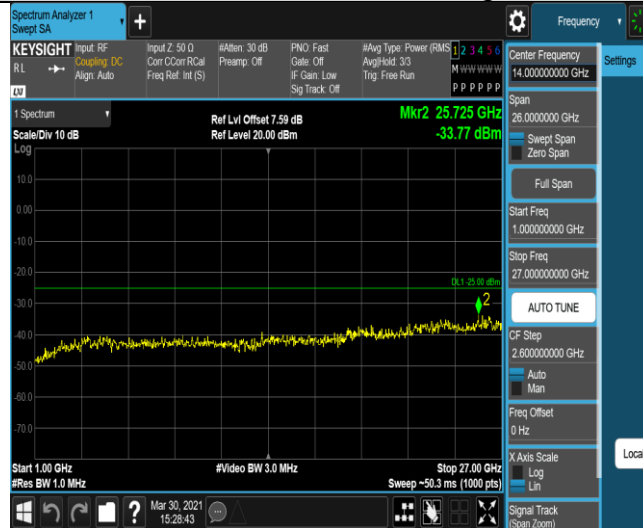 Spectrum Analyzer 1
Swept SA
+
Frequency
KEYSIGHT
RL
LXI
Input: RF
Coupling: DC
Align: Auto
Input Z: 50 Ω
Corr CCorr RCal
Freq Ref: Int (S)
#Atten: 30 dB
Preamp: Off
PNO: Fast
Gate: Off
IF Gain: Low
Sig Track: Off
#Avg Type: Power (RMS
Avg|Hold: 3/3
Trig: Free Run
1 2 3 4 5 6
M W W W W W
P P P P P P
1 Spectrum
Scale/Div 10 dB
Log
Ref Lvl Offset 7.59 dB
Ref Level 20.00 dBm
Mkr2 25.725 GHz
-33.77 dBm
10.0
0.00
-10.0
-20.0
DL1 -25.00 dBm
-30.0
2
-40.0
-50.0
-60.0
-70.0
Start 1.00 GHz
#Res BW 1.0 MHz
#Video BW 3.0 MHz
Stop 27.00 GHz
Sweep ~50.3 ms (1000 pts)
?
Mar 30, 2021
15:28:43
Center Frequency
14.000000000 GHz
Settings
Span
26.0000000 GHz
Swept Span
Zero Span
Full Span
Start Freq
1.000000000 GHz
Stop Freq
27.000000000 GHz
AUTO TUNE
CF Step
2.600000000 GHz
Auto
Man
Freq Offset
0 Hz
X Axis Scale
Log
Lin
Loca
Signal Track
(Span Zoom)